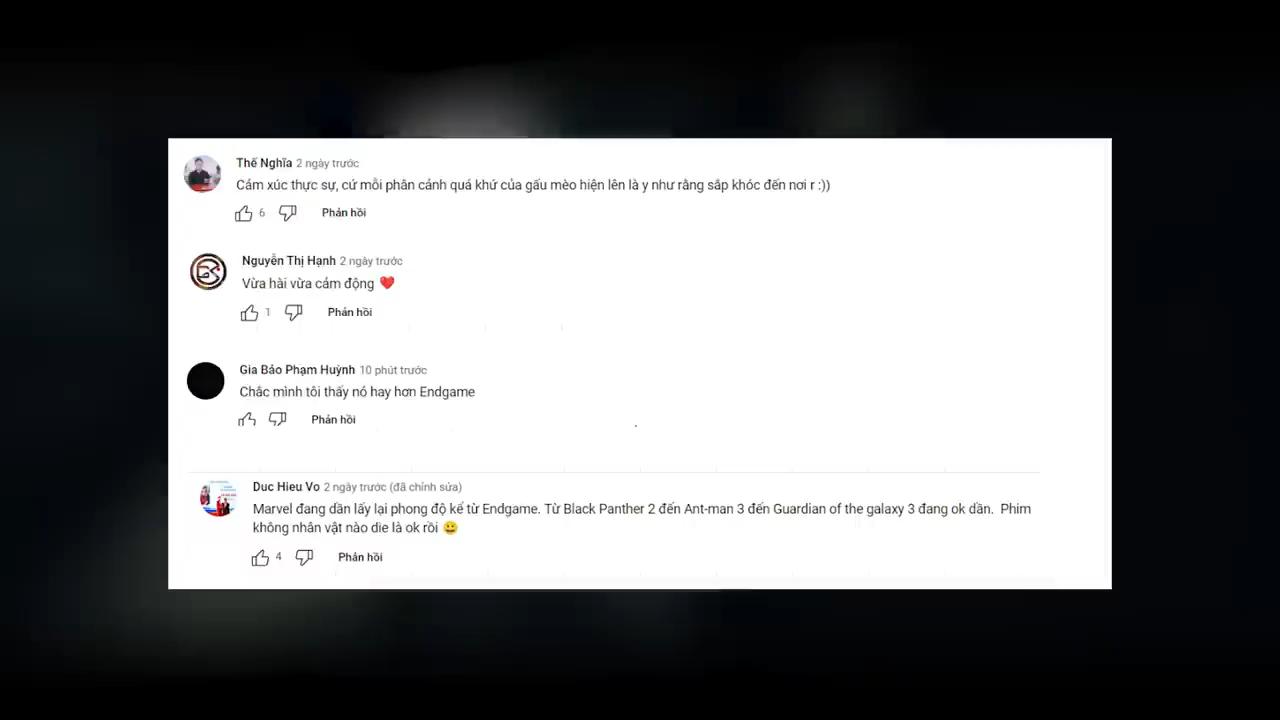 Thế Nghĩa 2 ngày trước
Cảm xúc thực sự, cứ mỗi phân cảnh quá khứ của gấu mèo hiện lên là y như rằng sắp khóc đến nơi r :))
6 Phản hồi
Nguyễn Thị Hạnh 2 ngày trước
Vừa hài vừa cảm động ❤️
1 Phản hồi
Gia Bảo Phạm Huỳnh 10 phút trước
Chắc mình tôi thấy nó hay hơn Endgame
Phản hồi
Duc Hieu Vo 2 ngày trước (đã chỉnh sửa)
Marvel đang dần lấy lại phong độ kể từ Endgame. Từ Black Panther 2 đến Ant-man 3 đến Guardian of the galaxy 3 đang ok dần. Phim
không nhân vật nào die là ok rồi 😀
4 Phản hồi